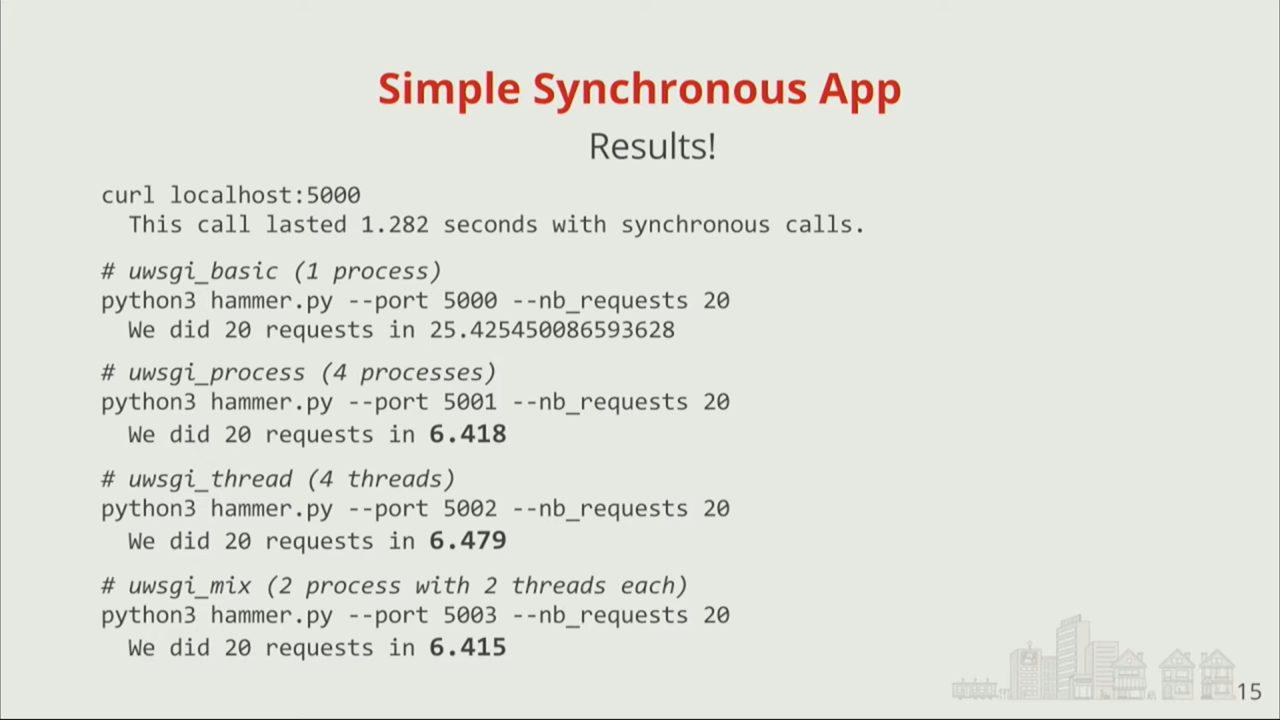 Simple Synchronous App
Results!
curl localhost:5000
This call lasted 1.282 seconds with synchronous calls.
# uwsgi_basic (1 process)
python3 hammer.py --port 5000 --nb_requests 20
We did 20 requests in 25.425450086593628
# uwsgi_process (4 processes)
python3 hammer.py --port 5001 --nb_requests 20
We did 20 requests in 6.418
# uwsgi_thread (4 threads)
python3 hammer.py --port 5002 --nb_requests 20
We did 20 requests in 6.479
# uwsgi_mix (2 process with 2 threads each)
python3 hammer.py --port 5003 --nb_requests 20
We did 20 requests in 6.415
15